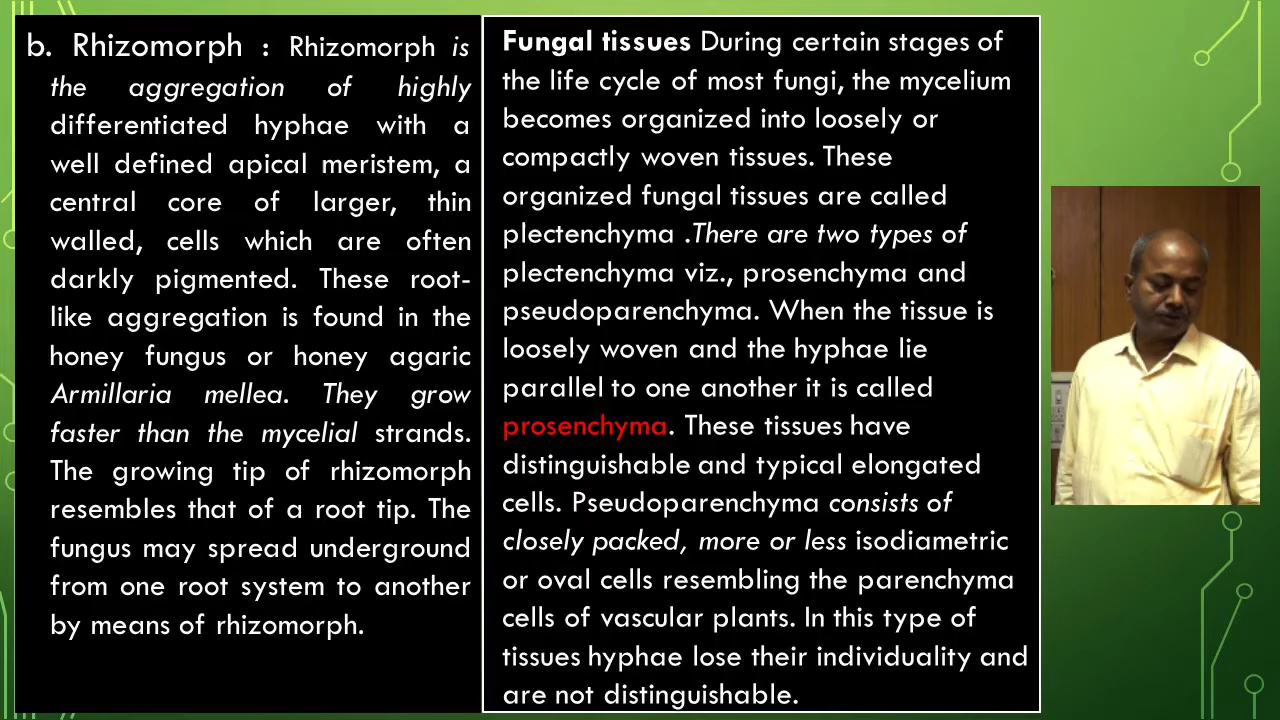 b. Rhizomorph : Rhizomorph is
the aggregation of highly
differentiated hyphae with a
well defined apical meristem, a
central core of larger, thin
walled, cells which are often
darkly pigmented. These root-
like aggregation is found in the
honey fungus or honey agaric
Armillaria mellea. They grow
faster than the mycelial strands.
The growing tip of rhizomorph
resembles that of a root tip. The
fungus may spread underground
from one root system to another
by means of rhizomorph.
Fungal tissues During certain stages of
the life cycle of most fungi, the mycelium
becomes organized into loosely or
compactly woven tissues. These
organized fungal tissues are called
plectenchyma .There are two types of
plectenchyma viz., prosenchyma and
pseudoparenchyma. When the tissue is
loosely woven and the hyphae lie
parallel to one another it is called
prosenchyma. These tissues have
distinguishable and typical elongated
cells. Pseudoparenchyma consists of
closely packed, more or less isodiametric
or oval cells resembling the parenchyma
cells of vascular plants. In this type of
tissues hyphae lose their individuality and
are not distinguishable.